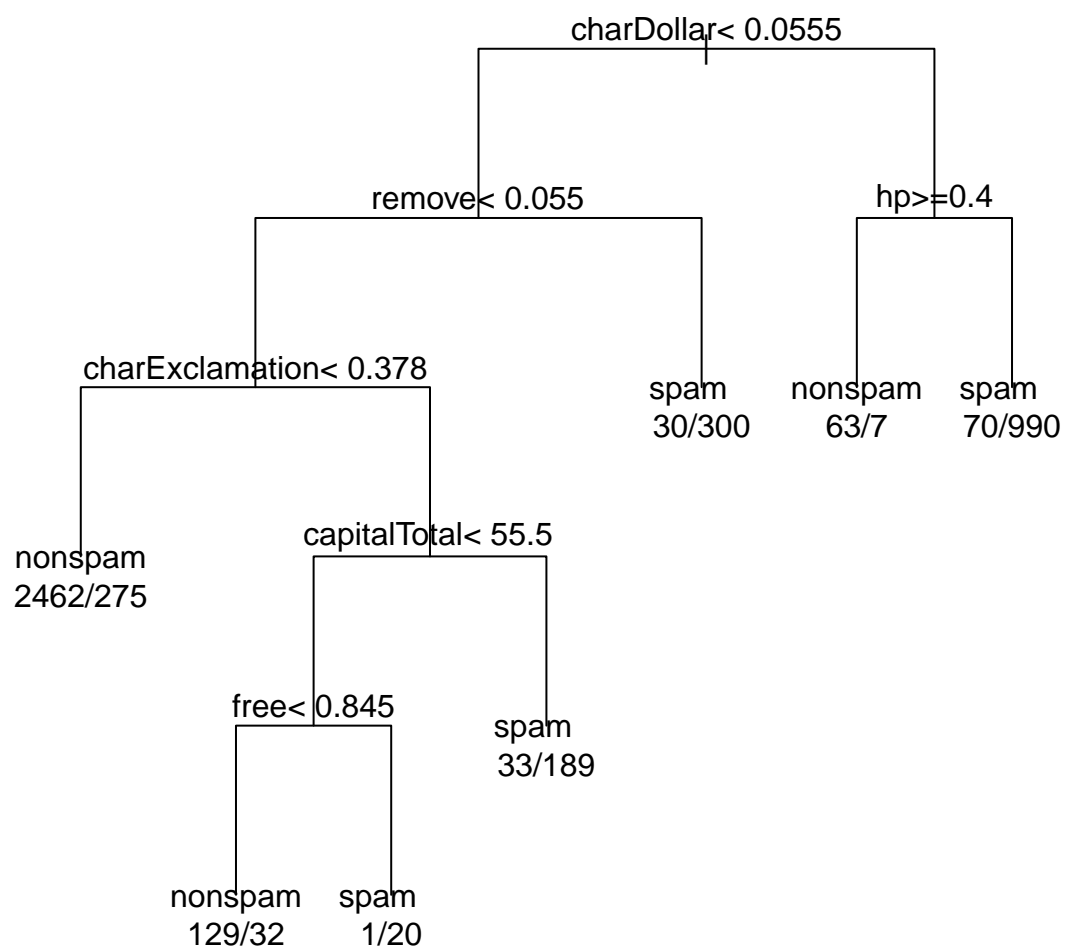 charDollar< 0.0555
remove< 0.055
hp>=0.4
charExclamation< 0.378
spam
30/300
nonspam
63/7
spam
70/990
capitalTotal< 55.5
nonspam
2462/275
free< 0.845
spam
33/189
nonspam
129/32
spam
1/20